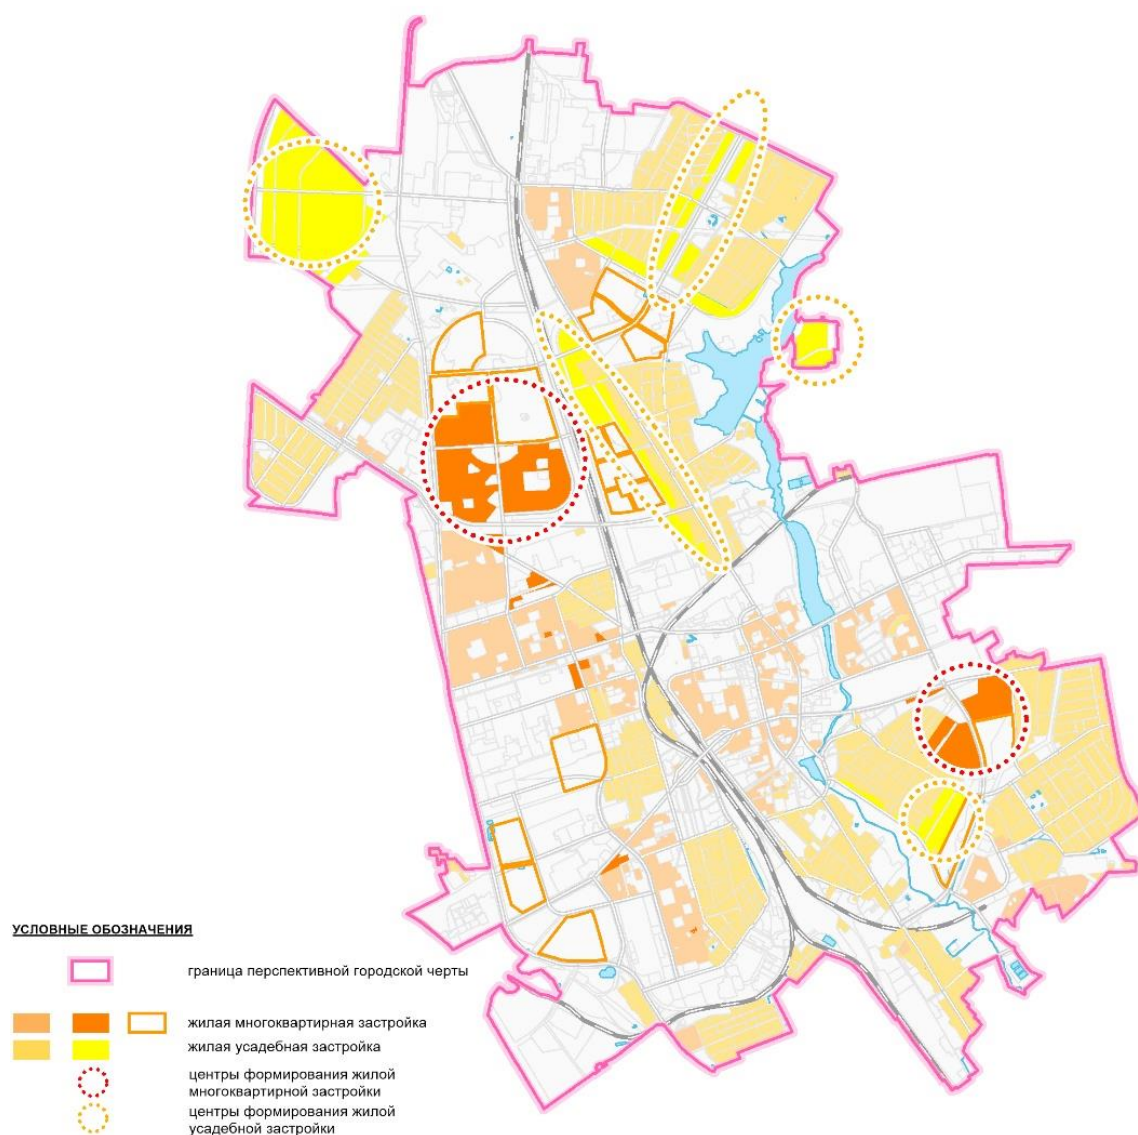 УСЛОВНЫЕ ОБОЗНАЧЕНИЯ
граница перспективной городской черты
жилая многоквартирная застройка
жилая усадебная застройка
центры формирования жилой
многоквартирной застройки
центры формирования жилой
усадебной застройки